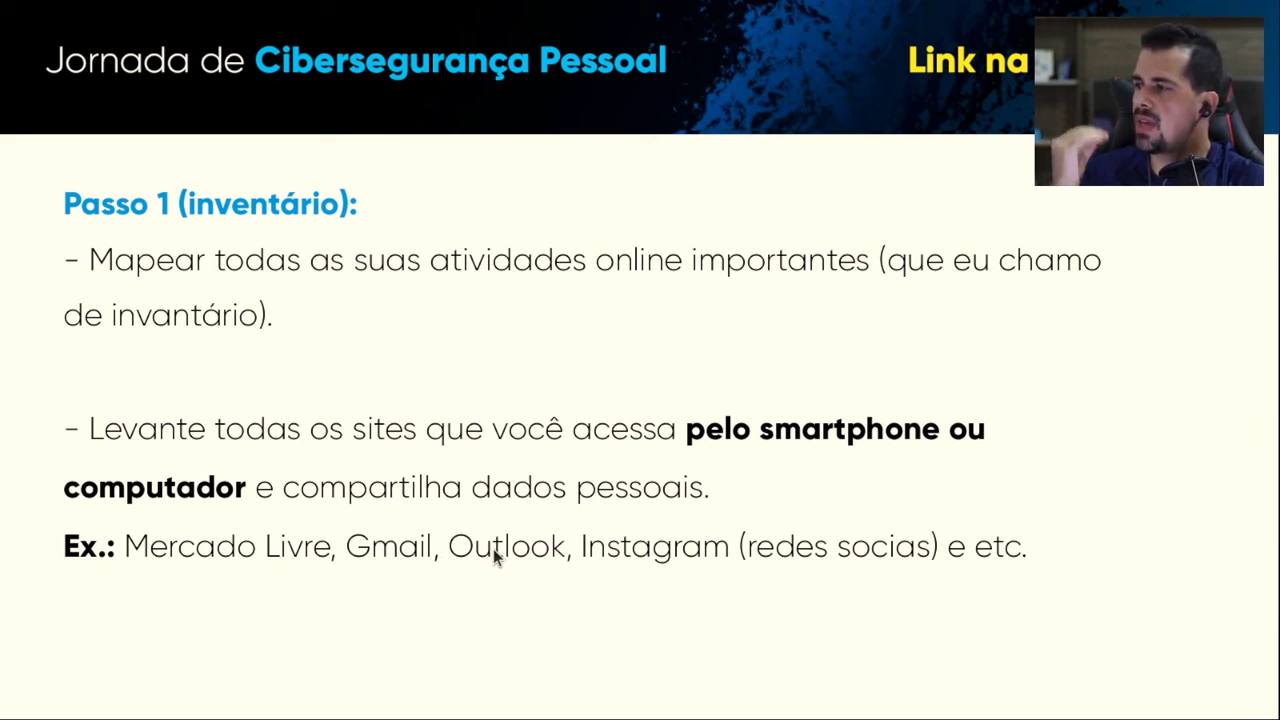 Jornada de Cibersegurança Pessoal
Link na
Passo 1 (inventário):
- Mapear todas as suas atividades online importantes (que eu chamo
de invantário).
- Levante todas os sites que você acessa pelo smartphone ou
computador e compartilha dados pessoais.
Ex.: Mercado Livre, Gmail, Outlook, Instagram (redes socias) e etc.